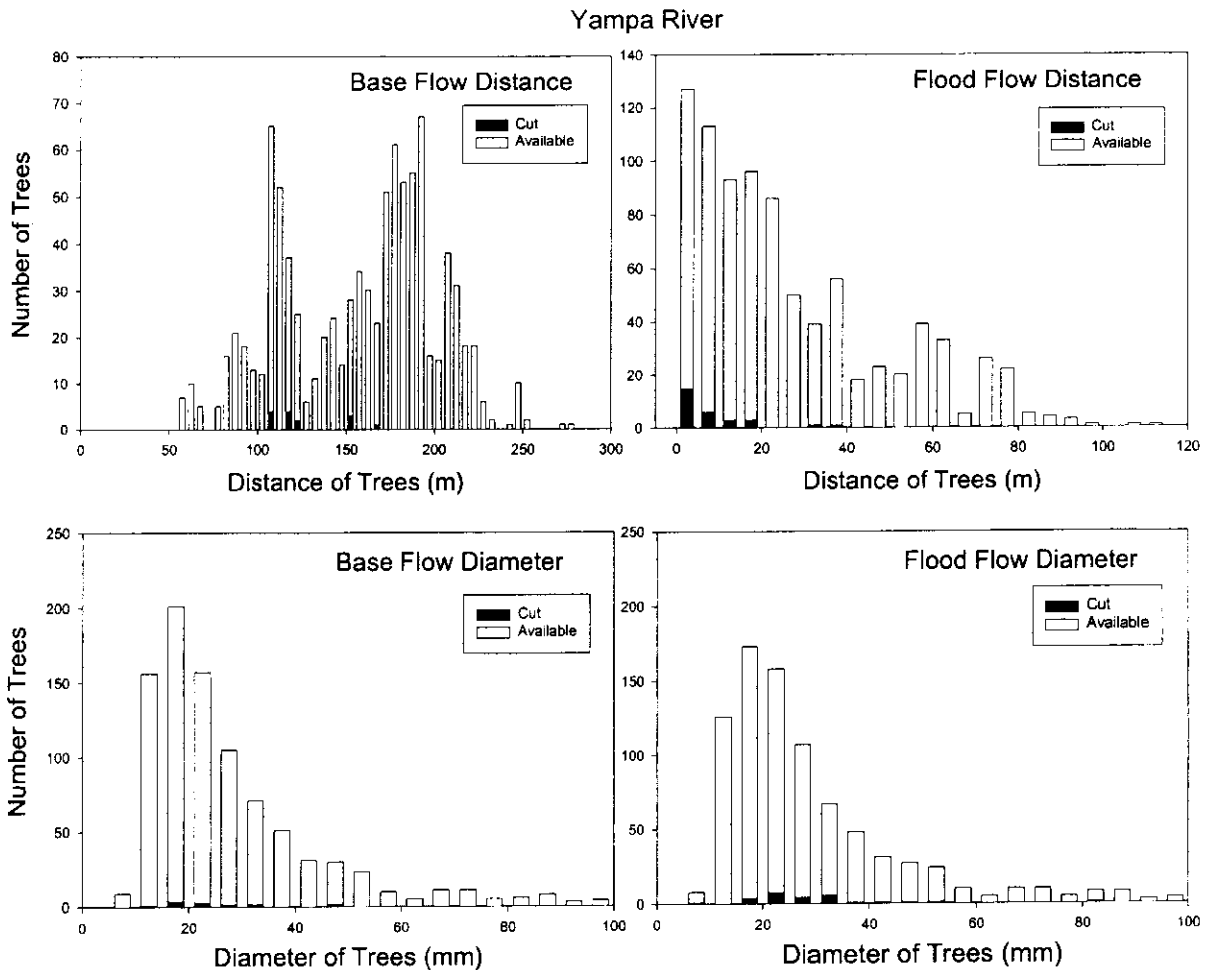 Yampa River
Base Flow Distance
Cut
Available
Number of Trees
80
70
60
50
40
30
20
10
0
0 50 100 150 200 250 300
Distance of Trees (m)
Flood Flow Distance
Cut
Available
140
120
100
80
60
40
20
0
0 20 40 60 80 100 120
Distance of Trees (m)
Base Flow Diameter
Cut
Available
Number of Trees
250
200
150
100
50
0
0 20 40 60 80 100
Diameter of Trees (mm)
Flood Flow Diameter
Cut
Available
250
200
150
100
50
0
0 20 40 60 80 100
Diameter of Trees (mm)